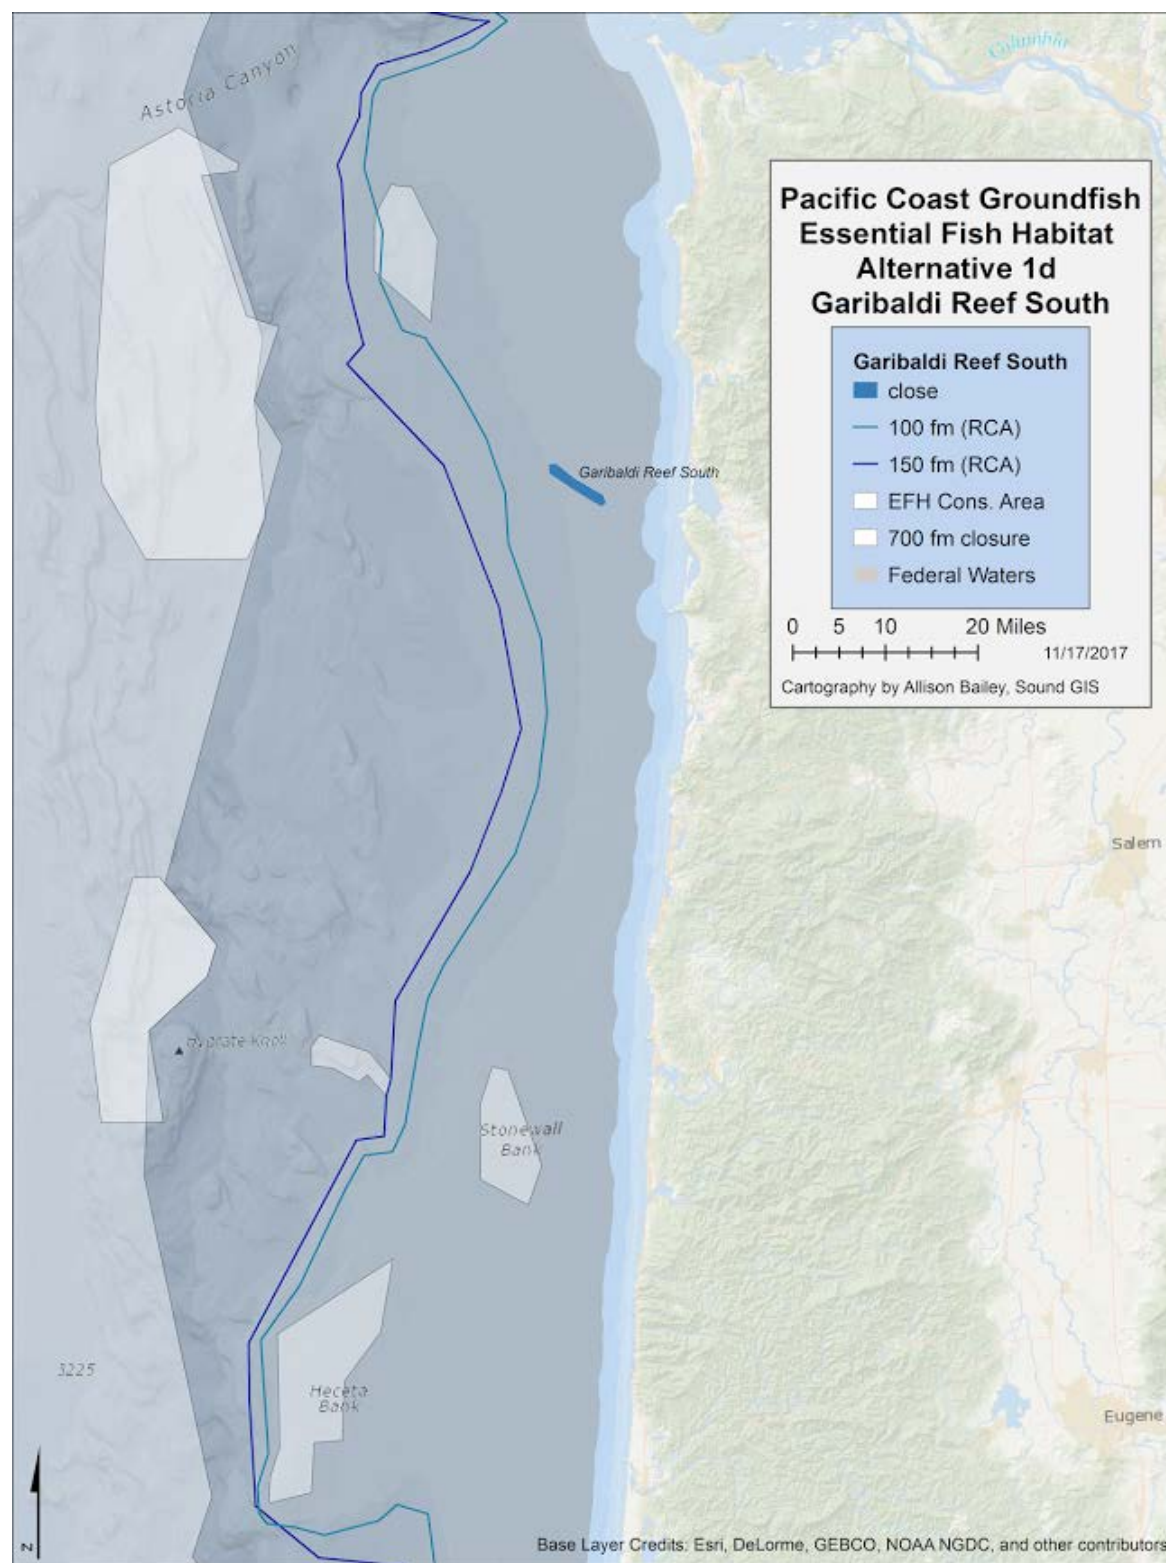 Astoria Canyon
Columbia
Pacific Coast Groundfish
Essential Fish Habitat
Alternative 1d
Garibaldi Reef South
Garibaldi Reef South
close
100 fm (RCA)
150 fm (RCA)
EFH Cons. Area
700 fm closure
Federal Waters
0 5 10 20 Miles
11/17/2017
Cartography by Allison Bailey, Sound GIS
Garibaldi Reef South
Salem
Hydrate Knoll
Stonewall
Bank
3225
Heceta
Bank
Eugene
N
Base Layer Credits: Esri, DeLorme, GEBCO, NOAA NGDC, and other contributors